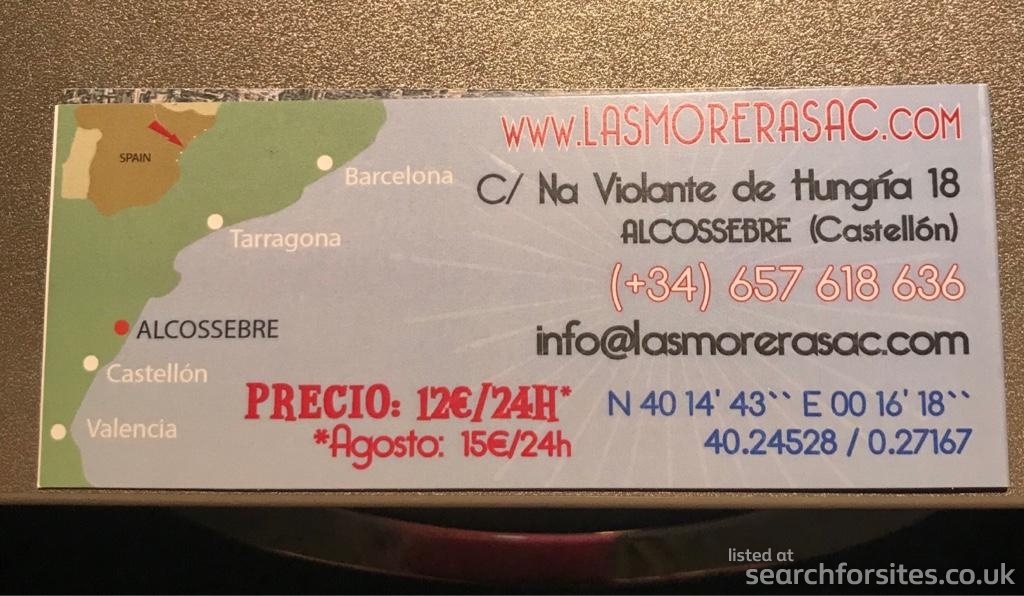 SPAIN
Barcelona
Tarragona
ALCOSSEBRE
Castellón
Valencia
www.LASMORERASAC.COM
C/ Na Violante de Hungría 18
ALCOSSEBRE (Castellón)
(+34) 657 618 636
info@lasmorerasac.com
PRECIO: 12€/24H*
*Agosto: 15€/24h
N 40 14' 43`` E 00 16' 18``
40.24528 / 0.27167
listed at
searchforsites.co.uk